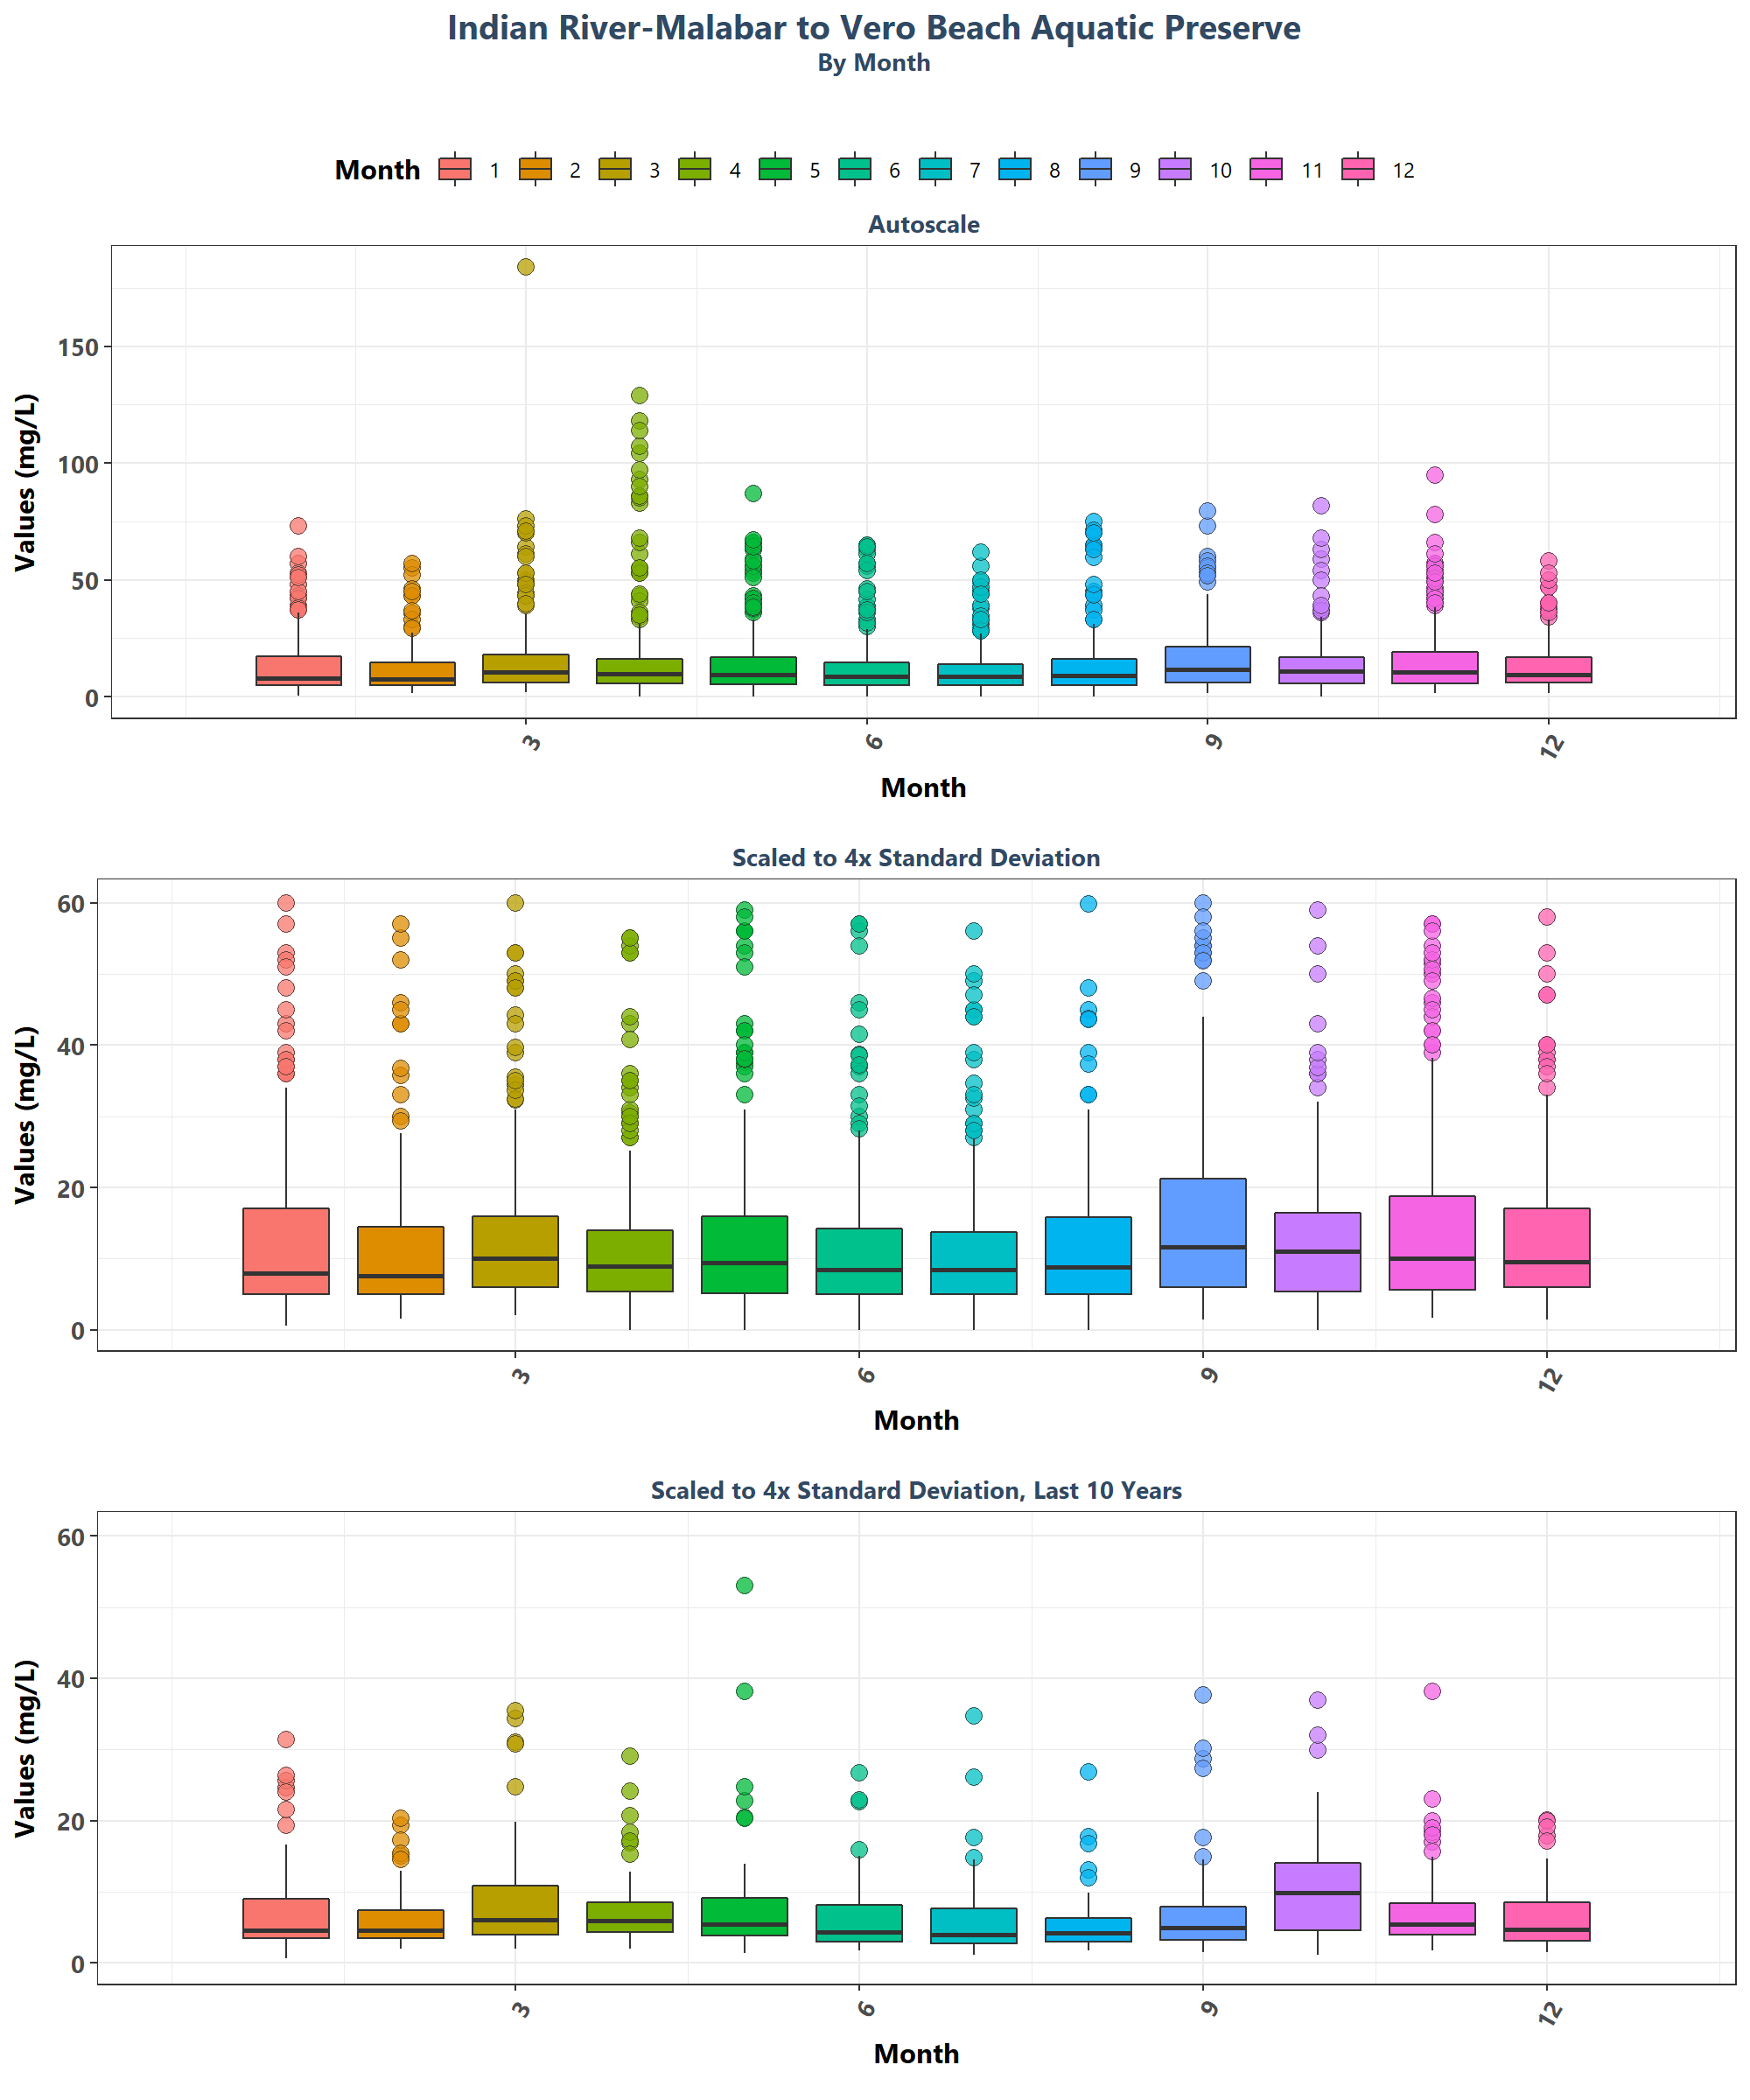 Indian River-Malabar to Vero Beach Aquatic Preserve
By Month
Month 1 2 3 4 5 6 7 8 9 10 11 12
Autoscale
Values (mg/L)
150
100
50
0
3 6 9 12
Month
Scaled to 4x Standard Deviation
Values (mg/L)
60
40
20
0
3 6 9 12
Month
Scaled to 4x Standard Deviation, Last 10 Years
Values (mg/L)
60
40
20
0
3 6 9 12
Month